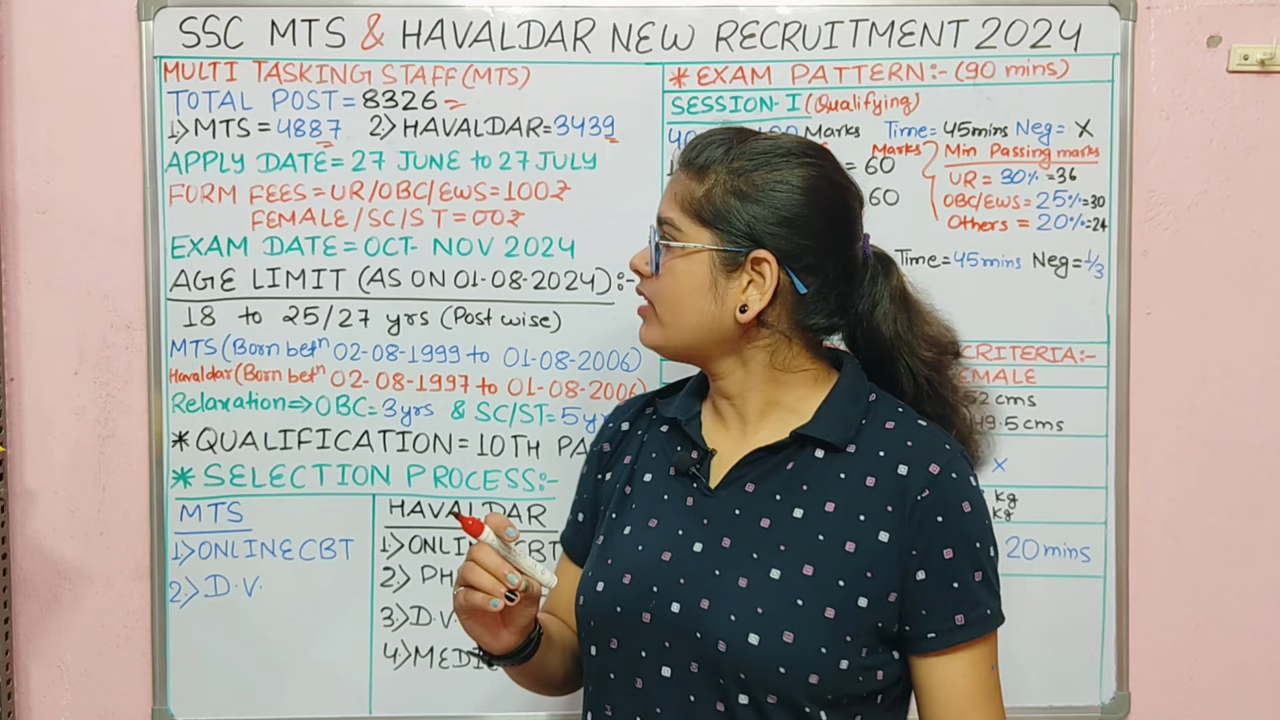 SSC MTS & HAVALDAR NEW RECRUITMENT 2024
MULTI TASKING STAFF (MTS)
TOTAL POST = 8326
1> MTS = 4887 2> HAVALDAR = 3439
APPLY DATE = 27 JUNE to 27 JULY
FORM FEES = UR/OBC/EWS = 100₹
FEMALE/SC/ST = 00₹
EXAM DATE = OCT- NOV 2024
AGE LIMIT (AS ON 01-08-2024):-
18 to 25/27 yrs (Post wise)
MTS (Born betn 02-08-1999 to 01-08-2006)
Havaldar (Born betn 02-08-1997 to 01-08-2006)
Relaxation ⇒ OBC = 3yrs & SC/ST = 5yr
* QUALIFICATION = 10TH PA
* SELECTION PROCESS:-
MTS
1> ONLINE CBT
2.> D.V.
HAVALDAR
1> ONLI CBT
2.> PH
3.> D.V.
4> MEDIC
* EXAM PATTERN:- (90 mins)
SESSION-I (Qualifying)
Marks Time = 45mins Neg = X
Marks
= 60
60
Min Passing marks
UR = 30% = 36
OBC/EWS = 25% = 30
Others = 20% = 24
Time = 45mins Neg = 1/3
CRITERIA:-
EMALE
52 cms
49.5 cms
X
kg
kg
20 mins